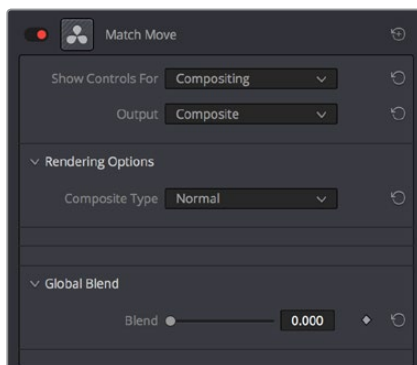 Match Move
Show Controls For Compositing
Output Composite
Rendering Options
Composite Type Normal
Global Blend
Blend 0.000